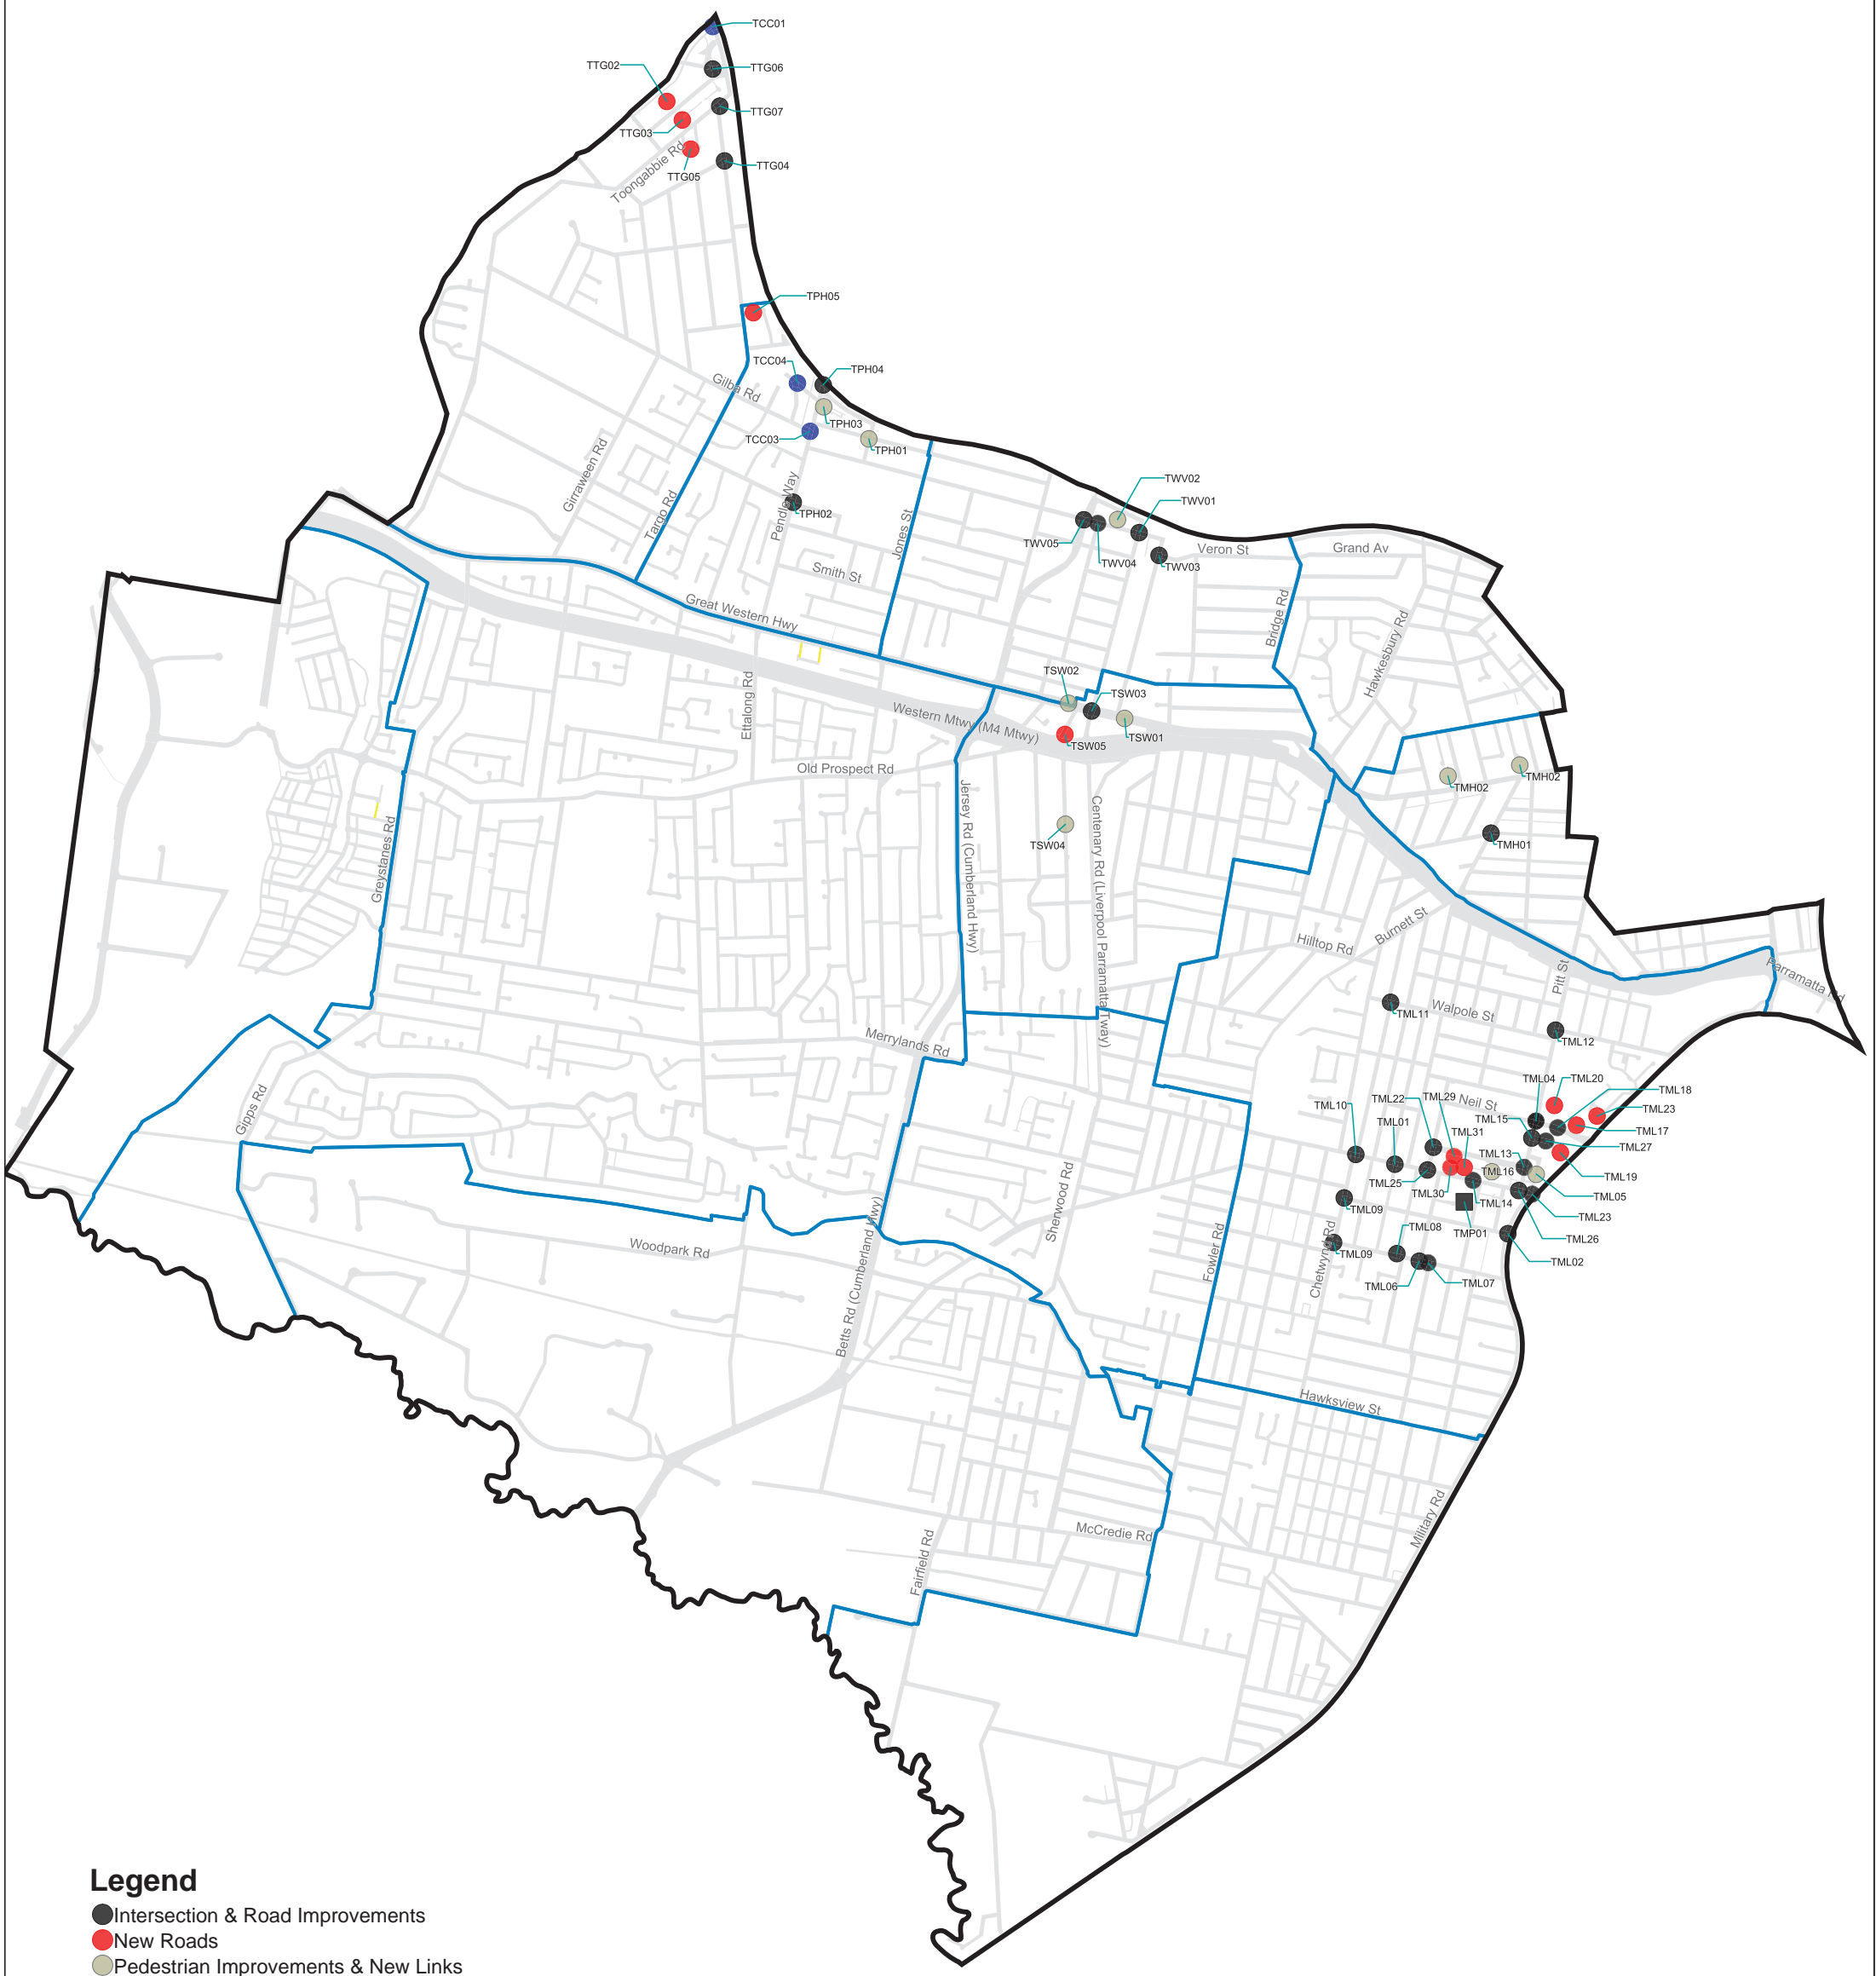 TCC01
TTG02
TTG06
TTG07
TTG03
Toongabbie Rd
TTG04
TTG05
TPH05
TCC04
TPH04
Gilba Rd
TPH03
TCC03
TPH01
Girraween Rd
Targo Rd
Pendle Way
TPH02
Jones St
TWV02
TWV01
TWV05
TWV04
TWV03
Veron St
Grand Av
Smith St
Great Western Hwy
Bridge Rd
Hawkesbury Rd
TSW02
TSW03
Ettalong Rd
Western Mtwy (M4 Mtwy)
TSW01
TSW05
Old Prospect Rd
TMH02
TMH02
Jersey Rd (Cumberland Hwy)
Centenary Rd (Liverpool Parramatta Tway)
TSW04
TMH01
Greystanes Rd
Hilltop Rd
Burnett St
Pitt St
Parramatta Rd
TML11
Walpole St
TML12
Merrylands Rd
Gipps Rd
TML04
TML20
TML18
TML10
TML22
TML29
Neil St
TML23
TML01
TML15
TML17
TML31
TML27
TML13
TML16
TML19
TML25
TML30
TML05
TML14
TML09
TML23
TMP01
TML08
TML26
TML09
TML02
TML06
TML07
Sherwood Rd
Fowler Rd
Chetwynd Rd
Woodpark Rd
Betts Rd (Cumberland Hwy)
Hawksview St
Military Rd
McCredie Rd
Fairfield Rd
Legend
Intersection & Road Improvements
New Roads
Pedestrian Improvements & New Links